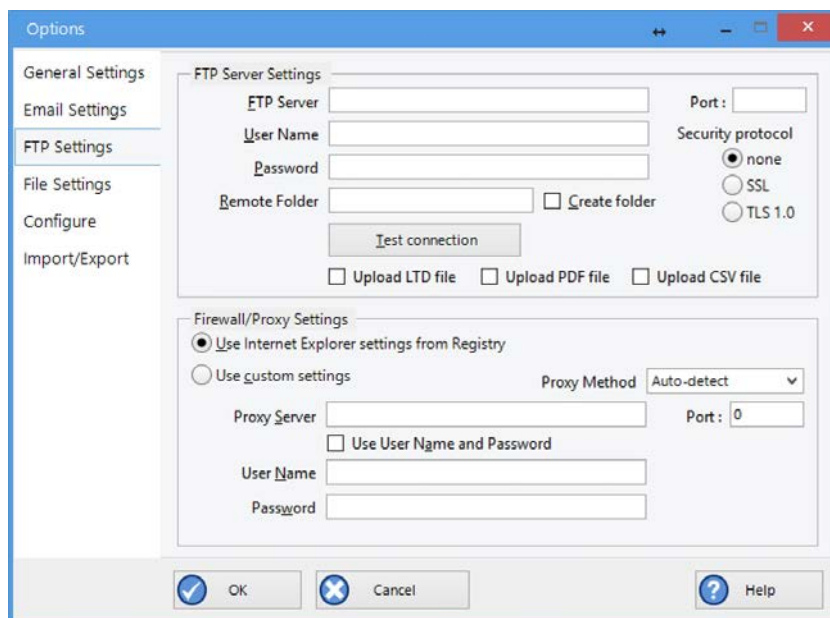 Options
General Settings
Email Settings
FTP Settings
File Settings
Configure
Import/Export
FTP Server Settings
FTP Server
Port :
User Name
Security protocol
none
Password
SSL
Remote Folder
Create folder
TLS 1.0
Test connection
Upload LTD file Upload PDF file Upload CSV file
Firewall/Proxy Settings
Use Internet Explorer settings from Registry
Use custom settings
Proxy Method Auto-detect
Proxy Server
Port : 0
Use User Name and Password
User Name
Password
OK Cancel Help